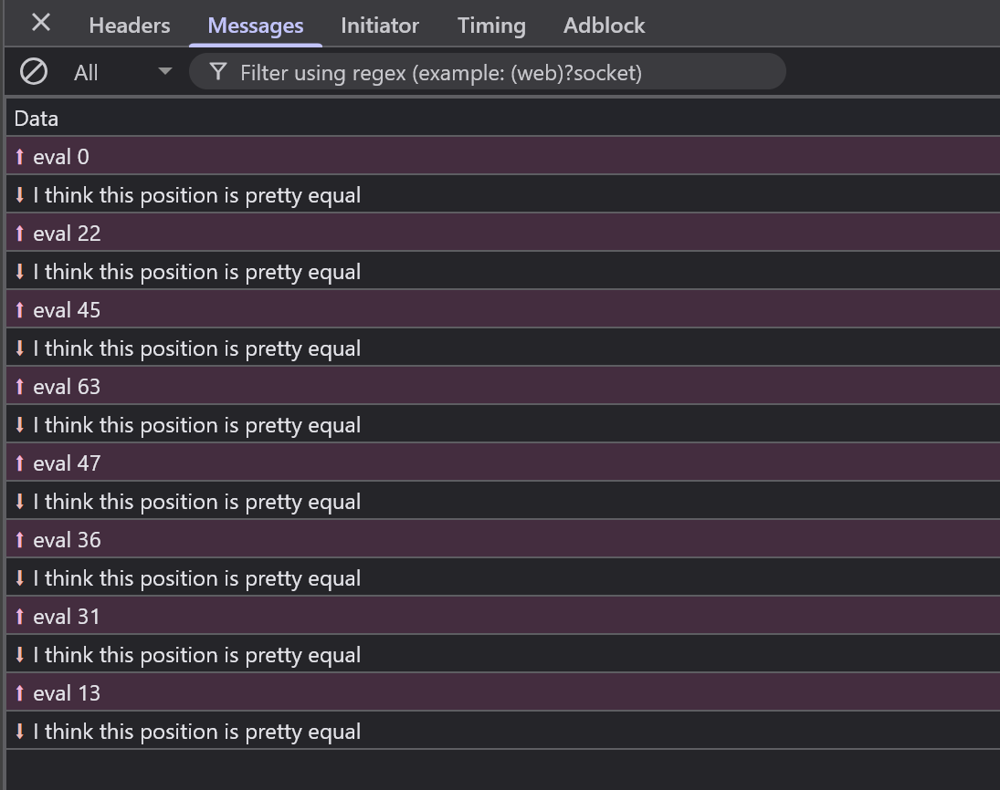 Headers Messages Initiator Timing Adblock
All Filter using regex (example: (web)?socket)
Data
eval 0
I think this position is pretty equal
eval 22
I think this position is pretty equal
eval 45
I think this position is pretty equal
eval 63
I think this position is pretty equal
eval 47
I think this position is pretty equal
eval 36
I think this position is pretty equal
eval 31
I think this position is pretty equal
eval 13
I think this position is pretty equal